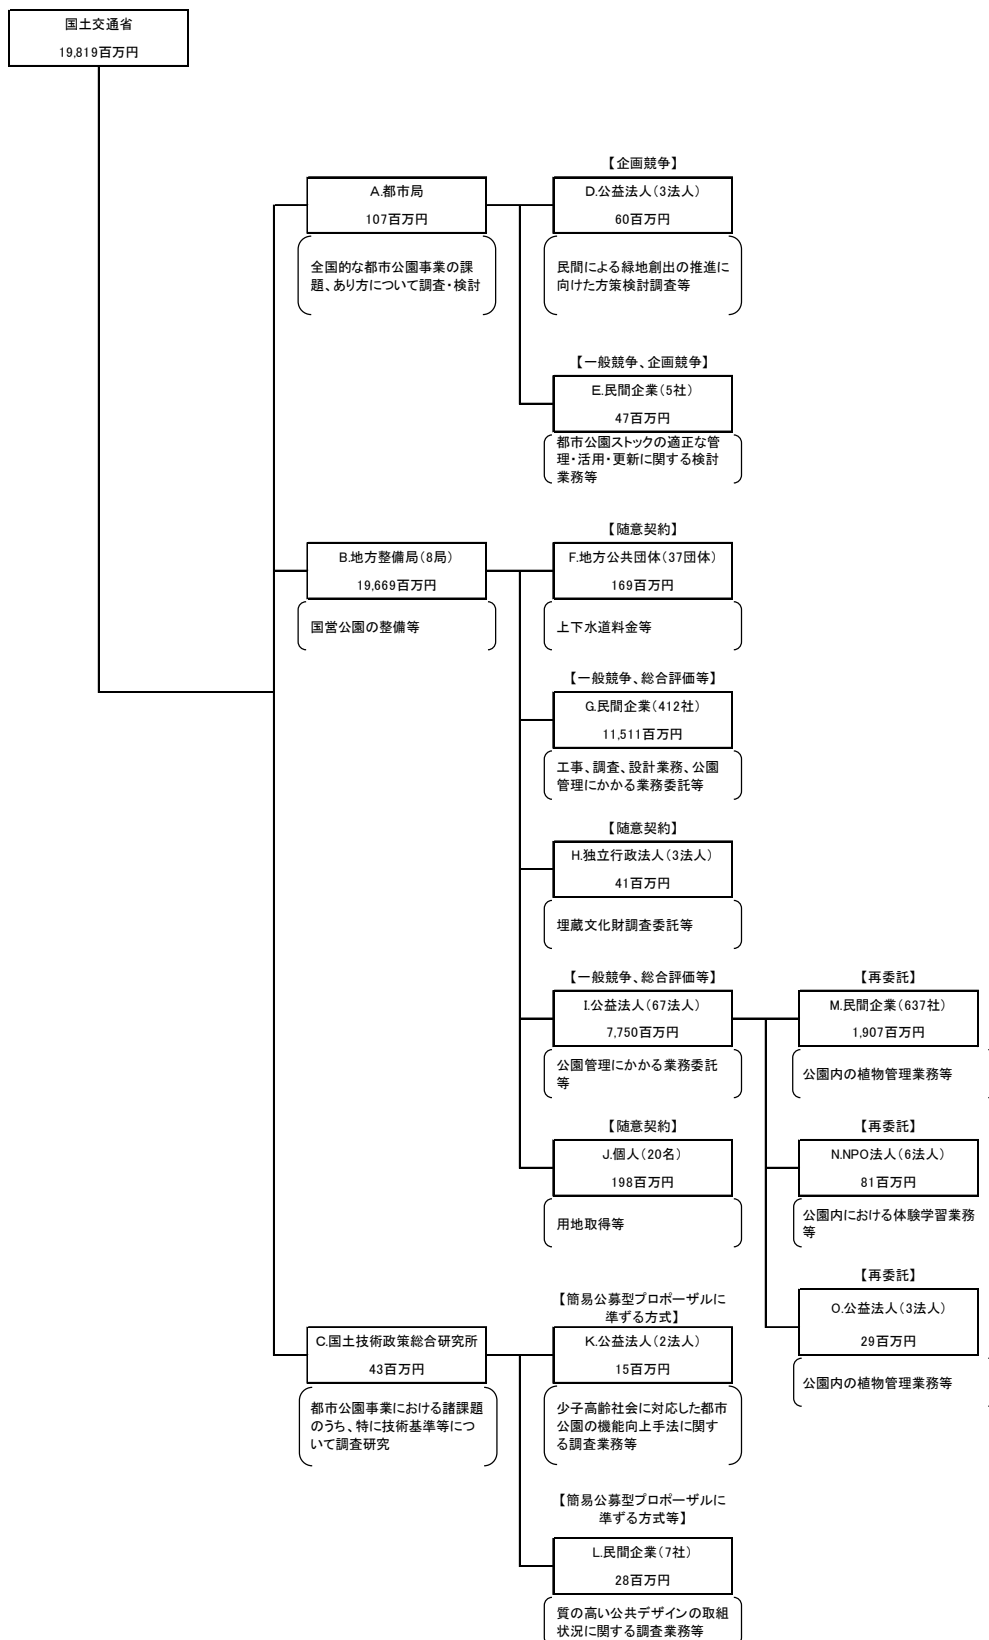 国土交通省
19,819百万円
A.都市局
107百万円
全国的な都市公園事業の課
題、あり方について調査・検討
【企画競争】
D.公益法人(3法人)
60百万円
民間による緑地創出の推進に
向けた方策検討調査等
【一般競争、企画競争】
E.民間企業(5社)
47百万円
都市公園ストックの適正な管
理・活用・更新に関する検討
業務等
B.地方整備局(8局)
19,669百万円
国営公園の整備等
【随意契約】
F.地方公共団体(37団体)
169百万円
上下水道料金等
【一般競争、総合評価等】
G.民間企業(412社)
11,511百万円
工事、調査、設計業務、公園
管理にかかる業務委託等
【随意契約】
H.独立行政法人(3法人)
41百万円
埋蔵文化財調査委託等
【一般競争、総合評価等】
I.公益法人(67法人)
7,750百万円
公園管理にかかる業務委託
等
【再委託】
M.民間企業(637社)
1,907百万円
公園内の植物管理業務等
【再委託】
N.NPO法人(6法人)
81百万円
公園内における体験学習業務
等
【再委託】
O.公益法人(3法人)
29百万円
公園内の植物管理業務等
【随意契約】
J.個人(20名)
198百万円
用地取得等
C.国土技術政策総合研究所
43百万円
都市公園事業における諸課題
のうち、特に技術基準等につ
いて調査研究
【簡易公募型プロポーザルに
準ずる方式】
K.公益法人(2法人)
15百万円
少子高齢社会に対応した都市
公園の機能向上手法に関す
る調査業務等
【簡易公募型プロポーザルに
準ずる方式等】
L.民間企業(7社)
28百万円
質の高い公共デザインの取組
状況に関する調査業務等